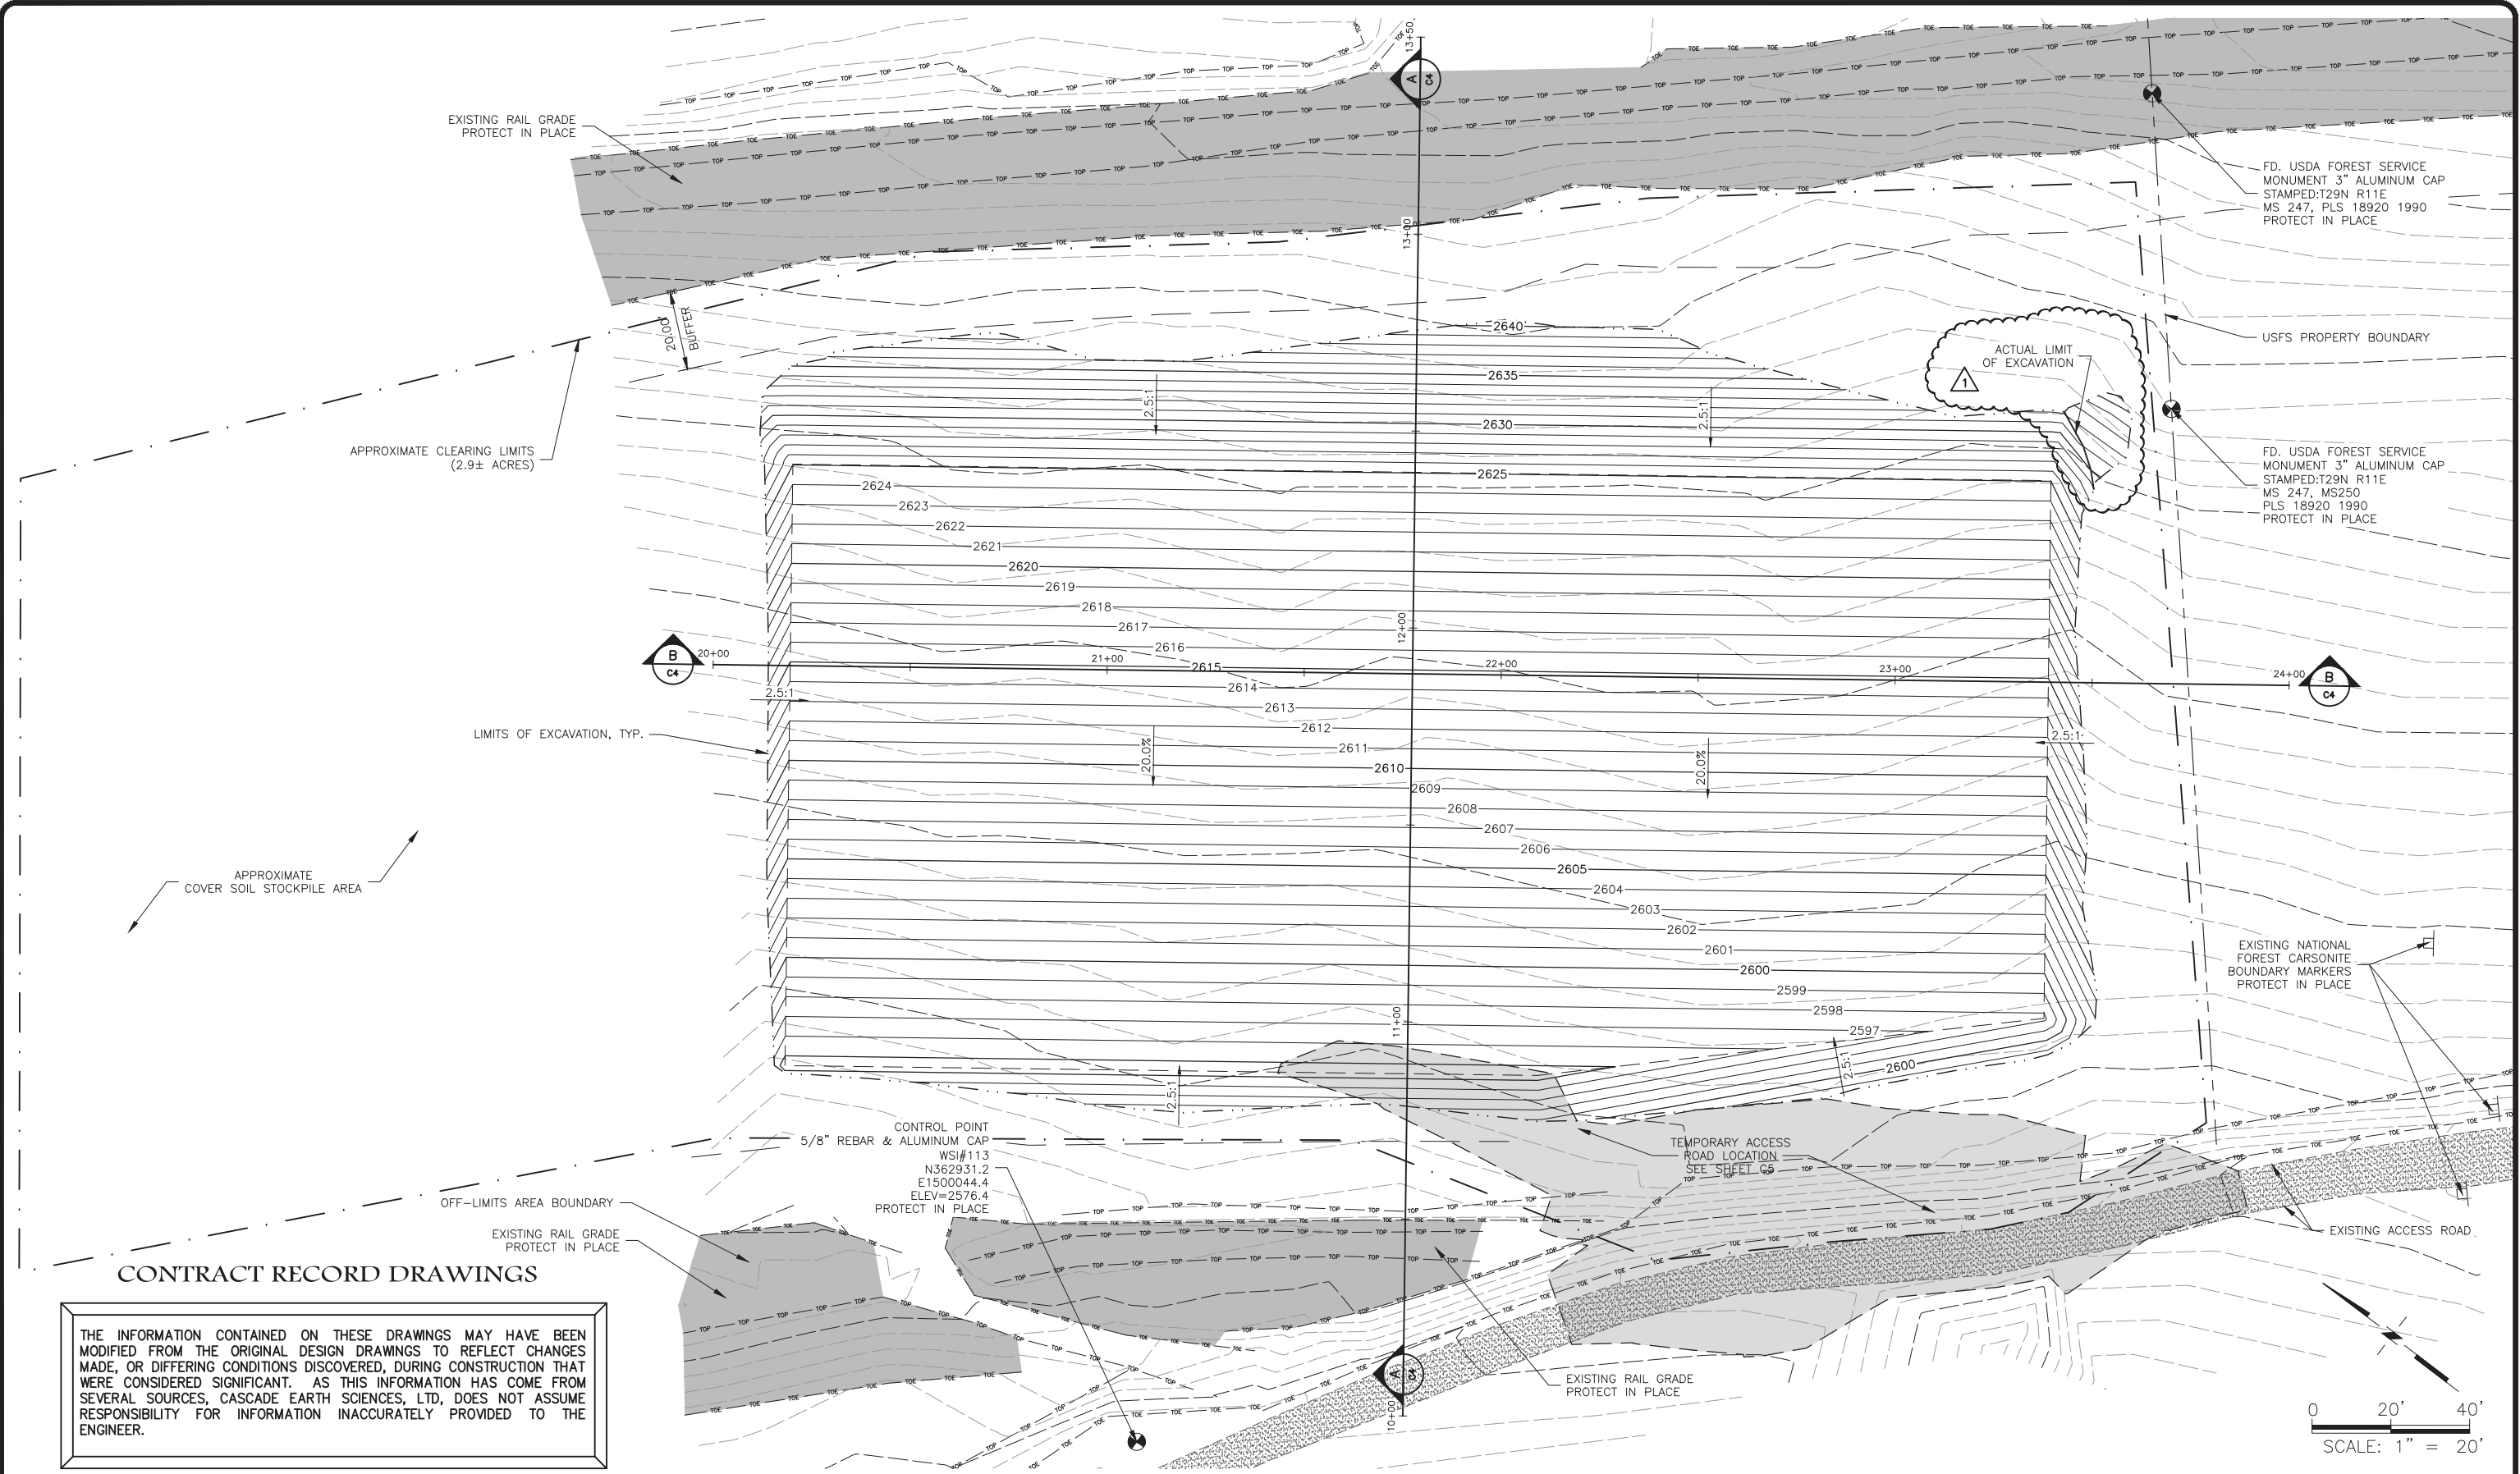 13+50
A
C4
EXISTING RAIL GRADE
PROTECT IN PLACE
FD. USDA FOREST SERVICE
MONUMENT 3" ALUMINUM CAP
STAMPED:T29N R11E
MS 247, PLS 18920 1990
PROTECT IN PLACE
13+00
20.00'
BUFFER
2640
USFS PROPERTY BOUNDARY
ACTUAL LIMIT
OF EXCAVATION
1
2635
2.5:1
2.5:1
2630
APPROXIMATE CLEARING LIMITS
(2.9± ACRES)
FD. USDA FOREST SERVICE
MONUMENT 3" ALUMINUM CAP
STAMPED:T29N R11E
MS 247, MS250
PLS 18920 1990
PROTECT IN PLACE
2625
2624
2623
2622
2621
2620
2619
2618
2617
12+00
2616
B
C4
20+00
21+00
2615
22+00
23+00
24+00
B
C4
2614
2.5:1
2613
2612
LIMITS OF EXCAVATION, TYP.
2.5:1
2611
20.0%
20.0%
2610
2609
2608
2607
2606
2605
APPROXIMATE
COVER SOIL STOCKPILE AREA
2604
2603
2602
2601
EXISTING NATIONAL
FOREST CARSONITE
BOUNDARY MARKERS
PROTECT IN PLACE
2600
2599
2598
11+00
2597
2.5:1
2600
2.5:1
CONTROL POINT
5/8" REBAR & ALUMINUM CAP
WSI#113
N362931.2
E1500044.4
ELEV=2576.4
PROTECT IN PLACE
TEMPORARY ACCESS
ROAD LOCATION
SEE SHEET C5
OFF-LIMITS AREA BOUNDARY
EXISTING ACCESS ROAD
EXISTING RAIL GRADE
PROTECT IN PLACE
CONTRACT RECORD DRAWINGS
THE INFORMATION CONTAINED ON THESE DRAWINGS MAY HAVE BEEN
MODIFIED FROM THE ORIGINAL DESIGN DRAWINGS TO REFLECT CHANGES
MADE, OR DIFFERING CONDITIONS DISCOVERED, DURING CONSTRUCTION THAT
WERE CONSIDERED SIGNIFICANT. AS THIS INFORMATION HAS COME FROM
SEVERAL SOURCES, CASCADE EARTH SCIENCES, LTD, DOES NOT ASSUME
RESPONSIBILITY FOR INFORMATION INACCURATELY PROVIDED TO THE
ENGINEER.
A
C4
EXISTING RAIL GRADE
PROTECT IN PLACE
10+00
0 20' 40'
SCALE: 1" = 20'